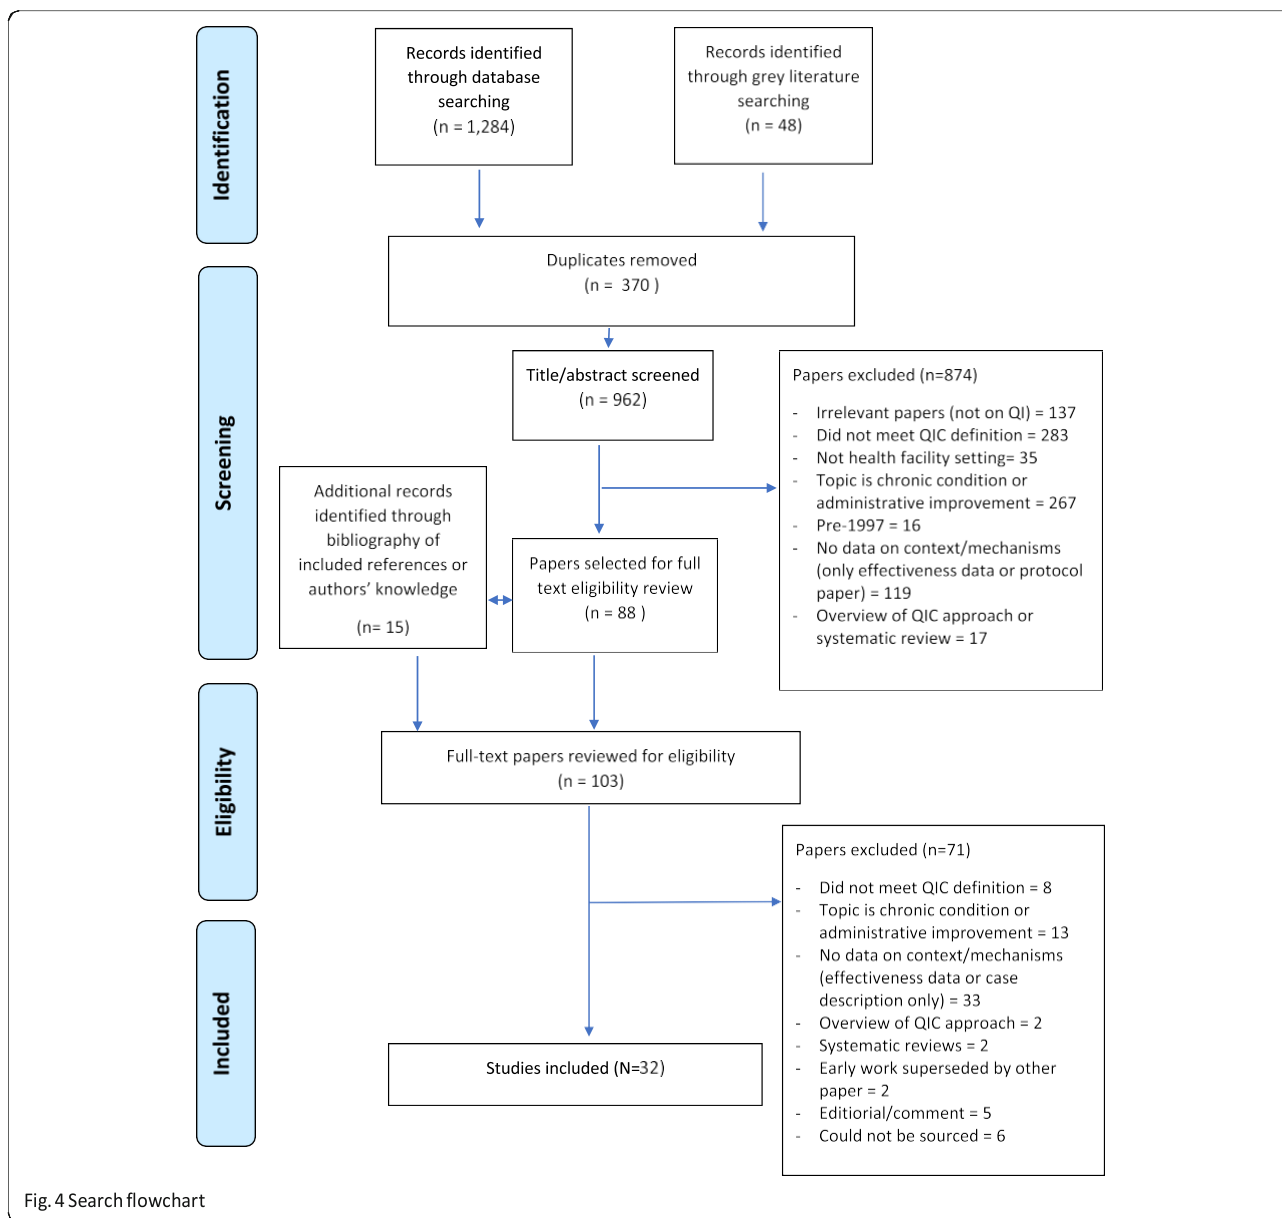 Identification
Records identified
through database
searching
(n = 1,284)
Records identified
through grey literature
searching
(n = 48)
Duplicates removed
(n =  370 )
Screening
Title/abstract screened
(n = 962)
Papers excluded (n=874)
- Irrelevant papers (not on QI) = 137
- Did not meet QIC definition = 283
- Not health facility setting= 35
- Topic is chronic condition or
administrative improvement = 267
- Pre-1997 = 16
- No data on context/mechanisms
(only effectiveness data or protocol
paper) = 119
- Overview of QIC approach or
systematic review = 17
Additional records
identified through
bibliography of
included references or
authors’ knowledge
(n= 15)
Papers selected for full
text eligibility review
(n = 88 )
Eligibility
Full-text papers reviewed for eligibility
(n = 103)
Papers excluded (n=71)
- Did not meet QIC definition = 8
- Topic is chronic condition or
administrative improvement = 13
- No data on context/mechanisms
(effectiveness data or case
description only) = 33
- Overview of QIC approach = 2
- Systematic reviews = 2
- Early work superseded by other
paper = 2
- Editiorial/comment = 5
- Could not be sourced = 6
Included
Studies included (N=32)
Fig. 4 Search flowchart